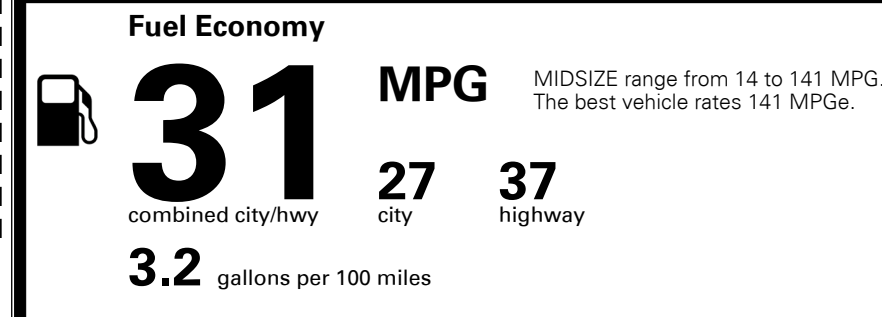 Fuel Economy
31 MPG
MIDSIZE range from 14 to 141 MPG.
The best vehicle rates 141 MPGe.
27 37
combined city/hwy city highway
3.2 gallons per 100 miles